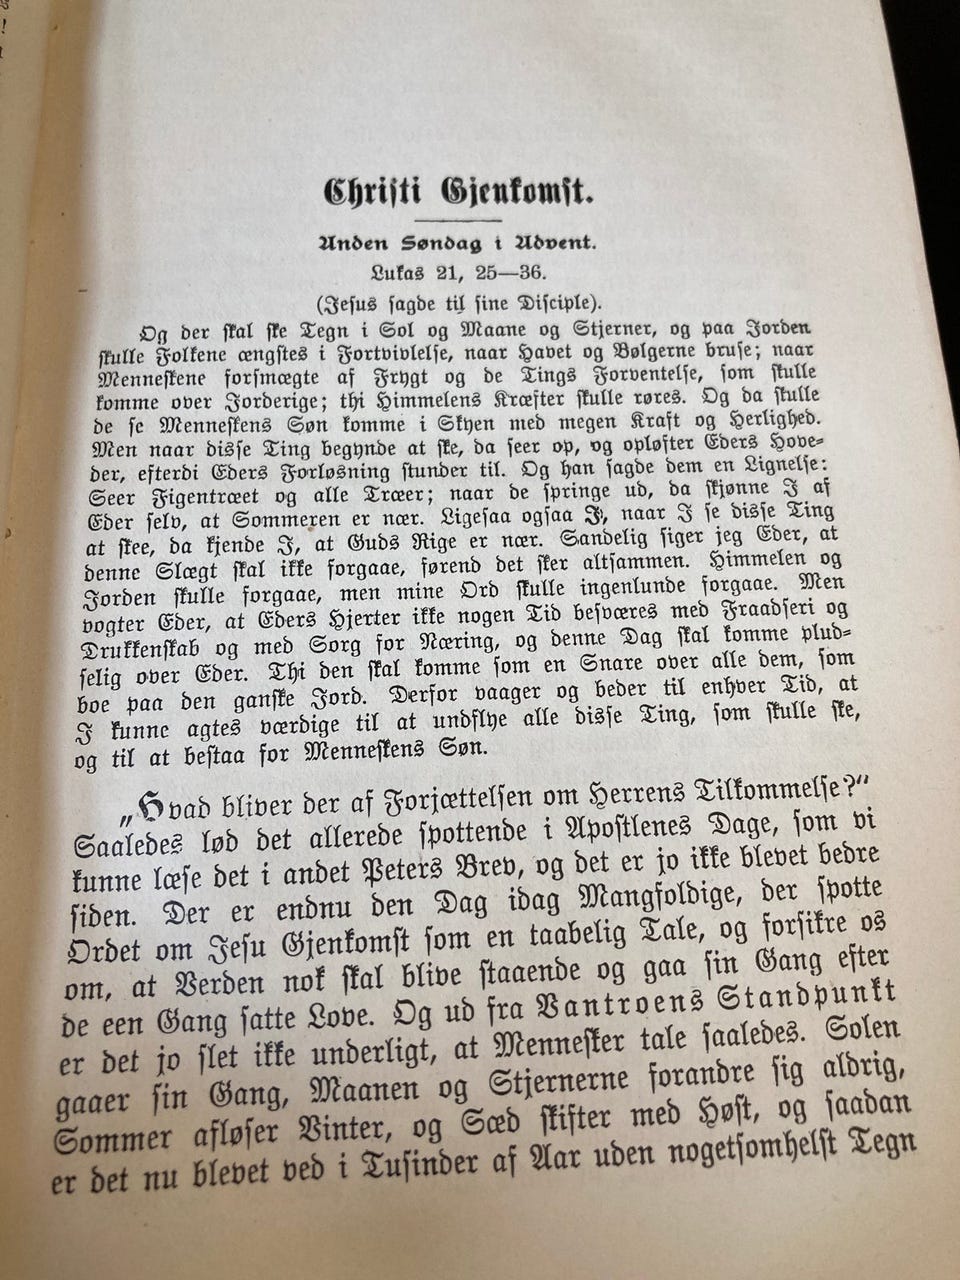 Christi Gjenkomst.
Anden Søndag i Advent.
Lukas 21, 25—36.
(Jesus sagde til sine Disciple).
Og der skal ske Tegn i Sol og Maane og Stjerner, og paa Jorden
skulle Folkene ængstes i Fortvivlelse, naar Havet og Bølgerne bruse; naar
Menneskene forsmægte af Frygt og de Tings Forventelse, som skulle
komme over Jorderige; thi Himmelens Kræfter skulle røres. Og da skulle
de se Menneskens Søn komme i Skyen med megen Kraft og Herlighed.
Men naar disse Ting begynde at ske, da seer op, og opløfter Eders Hove-
der, efterdi Eders Forløsning stunder til. Og han sagde dem en Lignelse:
Seer Figentræet og alle Træer; naar de springe ud, da skjønne I af
Eder selv, at Sommeren er nær. Ligesaa ogsaa I, naar I se disse Ting
at skee, da kjende I, at Guds Rige er nær. Sandelig siger jeg Eder, at
denne Slægt skal ikke forgaae, førend det sker altsammen. Himmelen og
Jorden skulle forgaae, men mine Ord skulle ingenlunde forgaae. Men
vogter Eder, at Eders Hjerter ikke nogen Tid besværes med Fraadseri og
Drukkenskab og med Sorg for Næring, og denne Dag skal komme plud-
selig over Eder. Thi den skal komme som en Snare over alle dem, som
boe paa den ganske Jord. Derfor vaager og beder til enhver Tid, at
I kunne agtes værdige til at undflye alle disse Ting, som skulle ske,
og til at bestaa for Menneskens Søn.
„Hvad bliver der af Forjættelsen om Herrens Tilkommelse?“
Saaledes lød det allerede spottende i Apostlenes Dage, som vi
kunne læse det i andet Peters Brev, og det er jo ikke blevet bedre
siden. Der er endnu den Dag idag Mangfoldige, der spotte
Ordet om Jesu Gjenkomst som en taabelig Tale, og forsikre os
om, at Verden nok skal blive staaende og gaa sin Gang efter
de een Gang satte Love. Og ud fra Vantroens Standpunkt
er det jo slet ikke underligt, at Mennesker tale saaledes. Solen
gaaer sin Gang, Maanen og Stjernerne forandre sig aldrig,
Sommer afløser Vinter, og Sæd skifter med Høst, og saadan
er det nu blevet ved i Tusinder af Aar uden nogetsomhelst Tegn